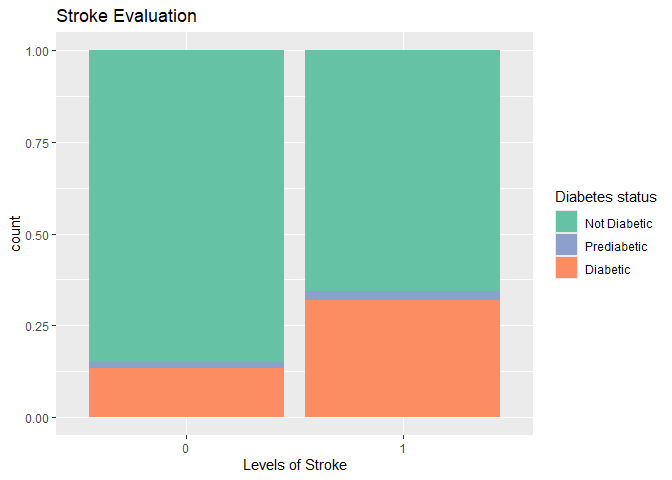 Stroke Evaluation
1.00
0.75
0.50
0.25
0.00
count
0
1
Levels of Stroke
Diabetes status
Not Diabetic
Prediabetic
Diabetic